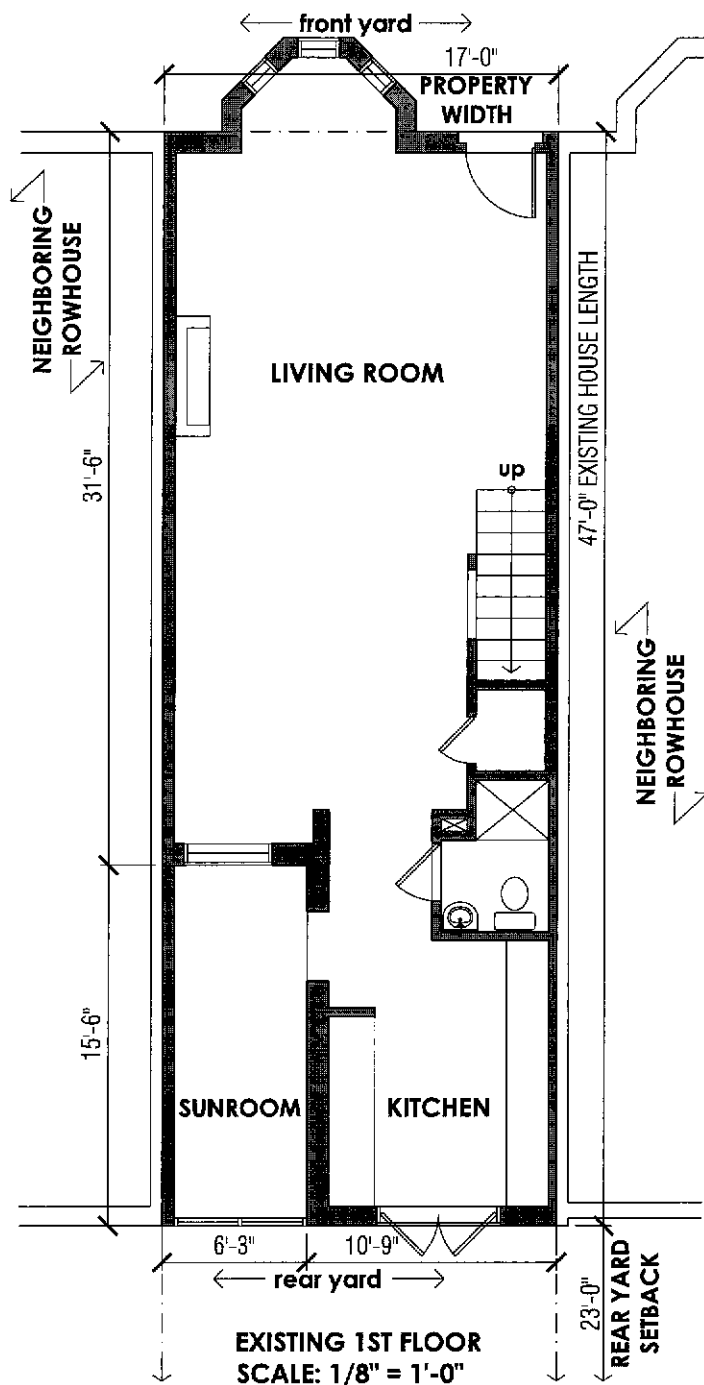 front yard
17'-0"
PROPERTY
WIDTH
NEIGHBORING
ROWHOUSE
LIVING ROOM
47'-0" EXISTING HOUSE LENGTH
31'-6"
up
NEIGHBORING
ROWHOUSE
15'-6"
SUNROOM
KITCHEN
6'-3"
10'-9"
rear yard
23'-0"
REAR YARD
SETBACK
EXISTING 1ST FLOOR
SCALE: 1/8" = 1'-0"